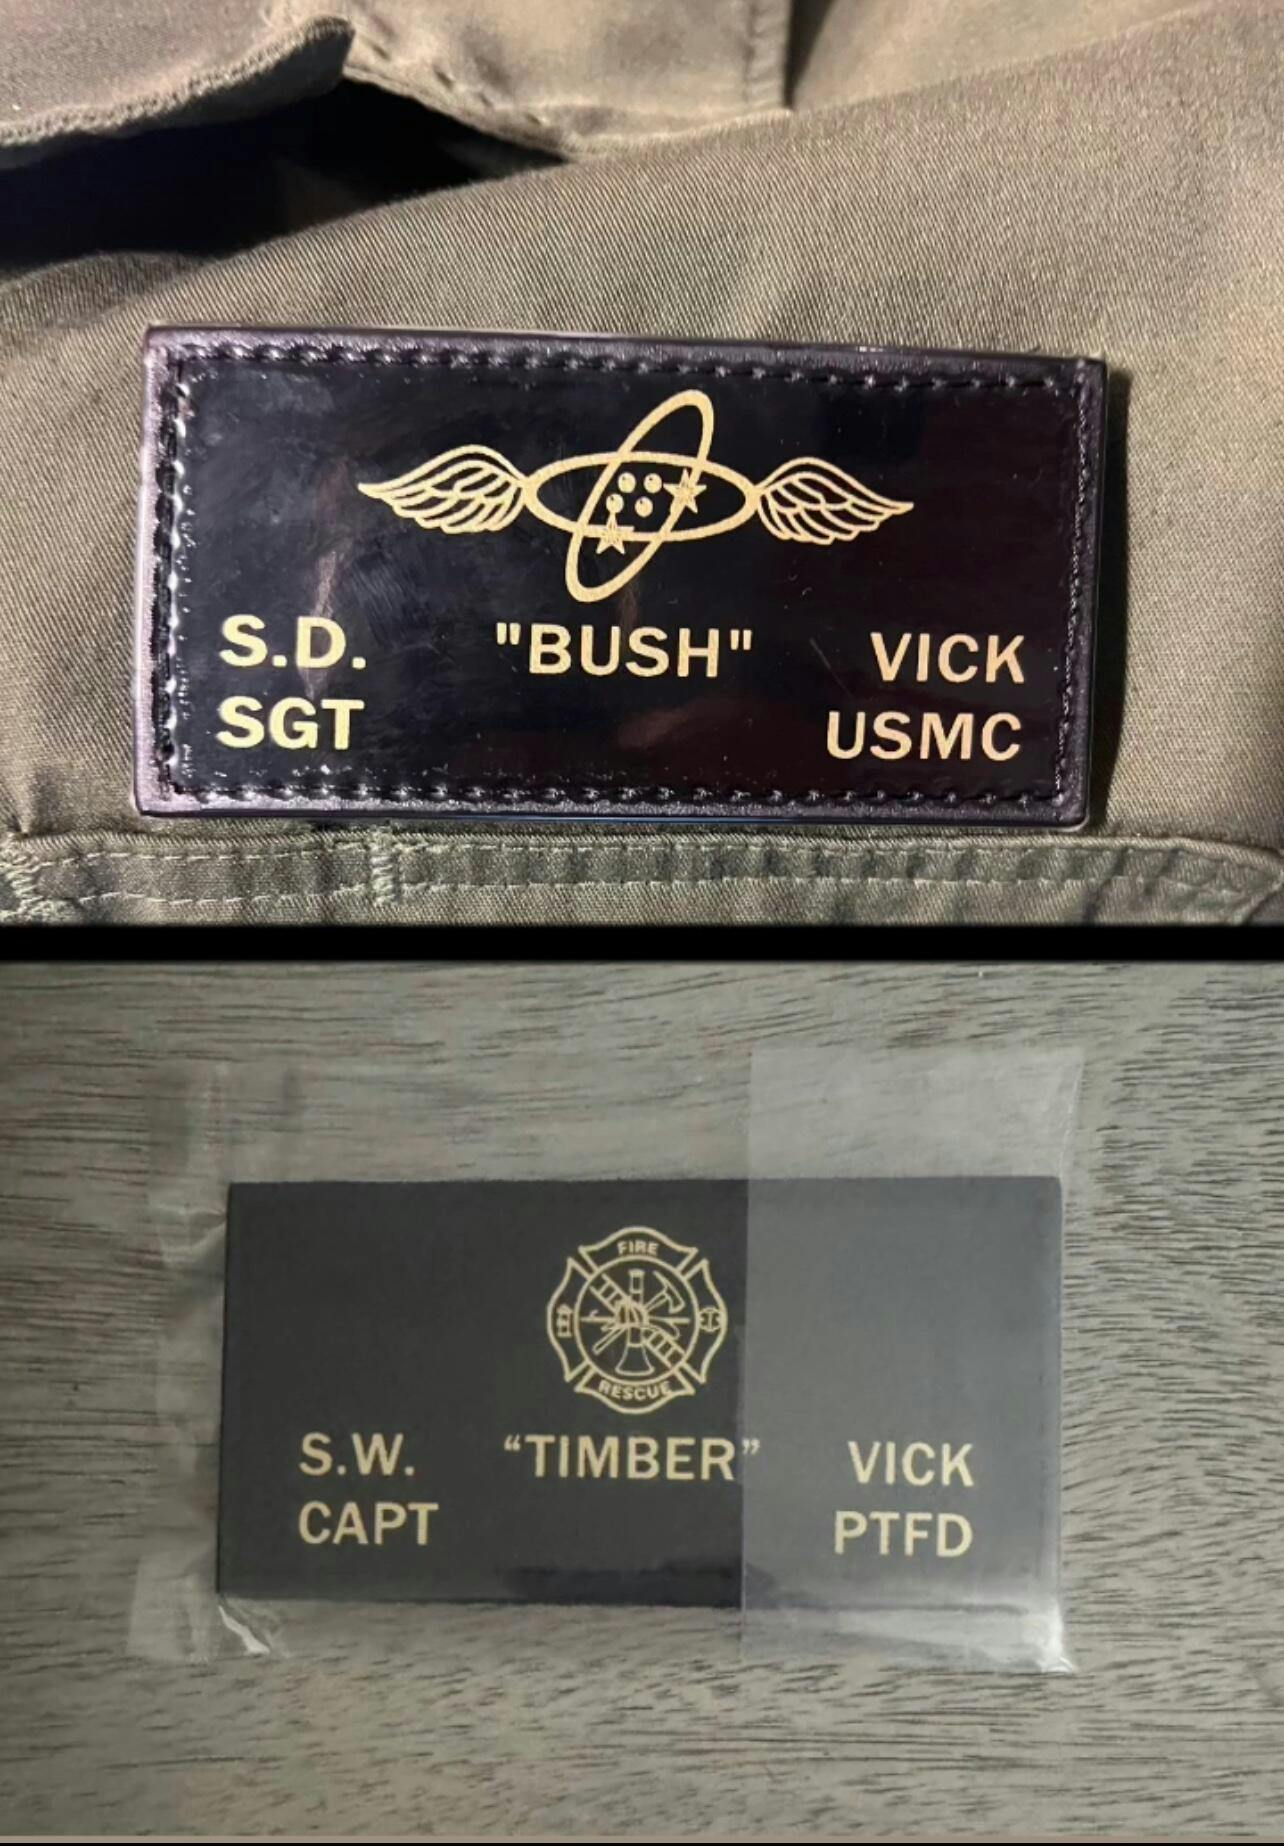 S.D. "BUSH" VICK
SGT USMC
FIRE
RESCUE
S.W. “TIMBER” VICK
CAPT PTFD